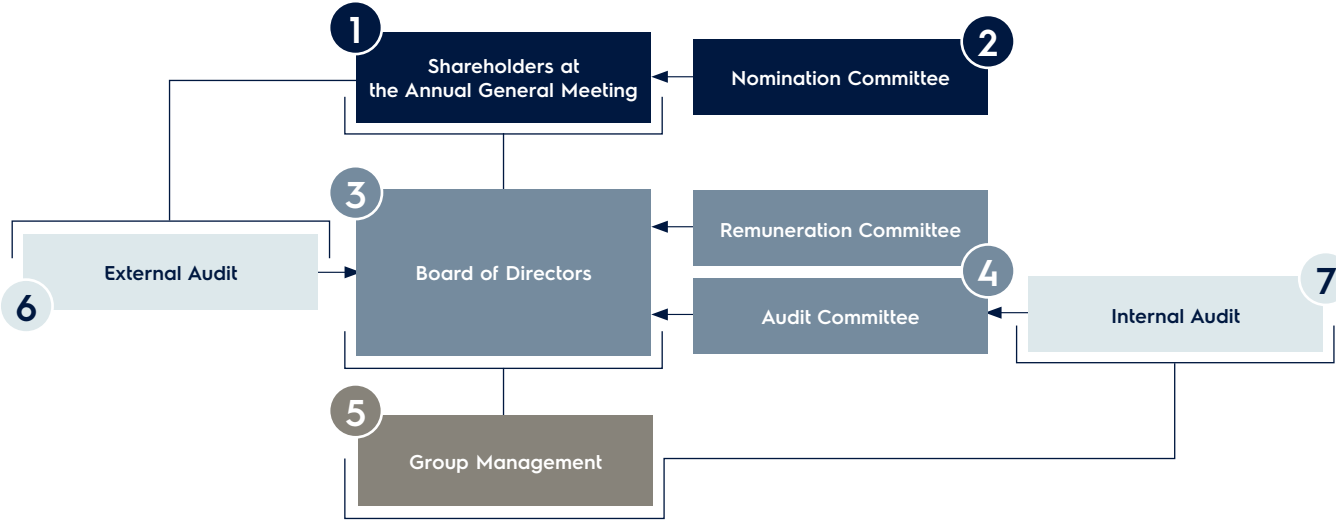 1
Shareholders at
the Annual General Meeting
2
Nomination Committee
3
Board of Directors
Remuneration Committee
4
Audit Committee
External Audit
6
Internal Audit
7
5
Group Management